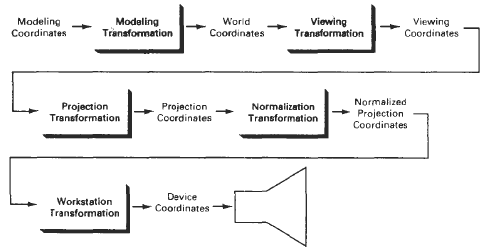 Modeling
Coordinates
Modeling
Transformation
World
Coordinates
Viewing
Transformation
Viewing
Coordinates
Projection
Transformation
Projection
Coordinates
Normalization
Transformation
Normalized
Projection
Coordinates
Workstation
Transformation
Device
Coordinates